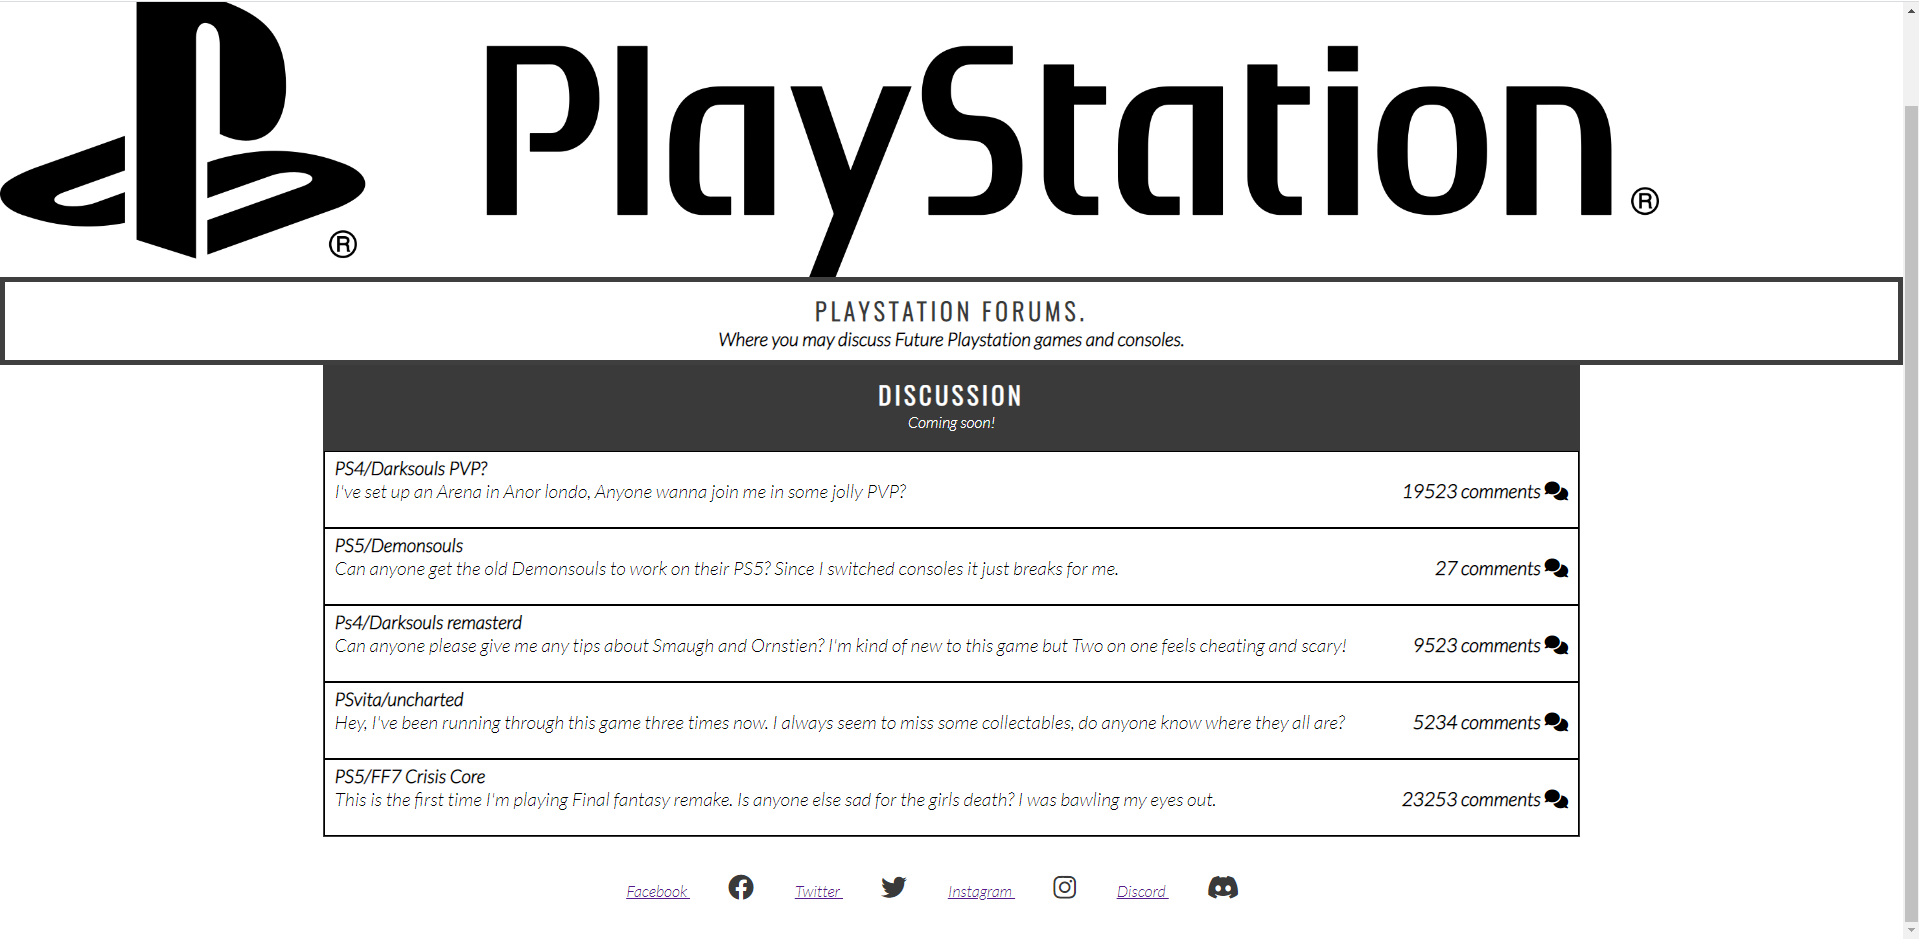 PlayStation®
®
PLAYSTATION FORUMS.
Where you may discuss Future Playstation games and consoles.
DISCUSSION
Coming soon!
PS4/Darksouls PVP?
I've set up an Arena in Anor londo, Anyone wanna join me in some jolly PVP?
19523 comments
PS5/Demonsouls
Can anyone get the old Demonsouls to work on their PS5? Since I switched consoles it just breaks for me.
27 comments
Ps4/Darksouls remasterd
Can anyone please give me any tips about Smaugh and Ornstien? I'm kind of new to this game but Two on one feels cheating and scary!
9523 comments
PSvita/uncharted
Hey, I've been running through this game three times now. I always seem to miss some collectables, do anyone know where they all are?
5234 comments
PS5/FF7 Crisis Core
This is the first time I'm playing Final fantasy remake. Is anyone else sad for the girls death? I was bawling my eyes out.
23253 comments
Facebook Twitter Instagram Discord